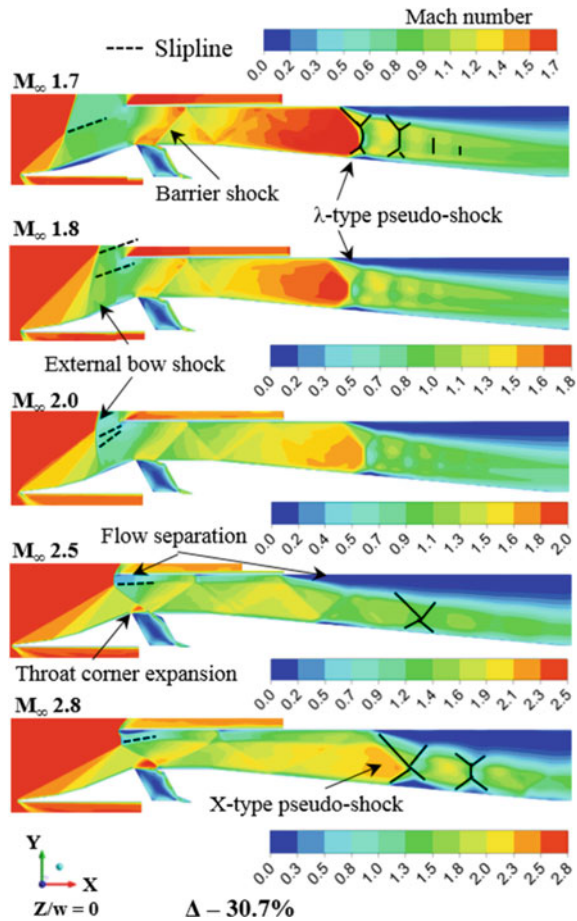 Mach number
Slipline
0.0 0.2 0.3 0.5 0.6 0.8 1.0 1.1 1.3 1.5 1.6 1.7
M∞ 1.7
Barrier shock
λ-type pseudo-shock
M∞ 1.8
External bow shock
0.0 0.2 0.3 0.5 0.6 0.8 1.0 1.1 1.3 1.5 1.6 1.8
M∞ 2.0
0.0 0.2 0.4 0.5 0.7 0.9 1.1 1.3 1.5 1.6 1.8 2.0
Flow separation
M∞ 2.5
Throat corner expansion
0.0 0.2 0.5 0.7 0.9 1.2 1.4 1.6 1.9 2.1 2.3 2.5
M∞ 2.8
X-type pseudo-shock
0.0 0.3 0.5 0.8 1.0 1.3 1.5 1.8 2.0 2.3 2.6 2.8
Y
X
Z/w = 0
Δ – 30.7%